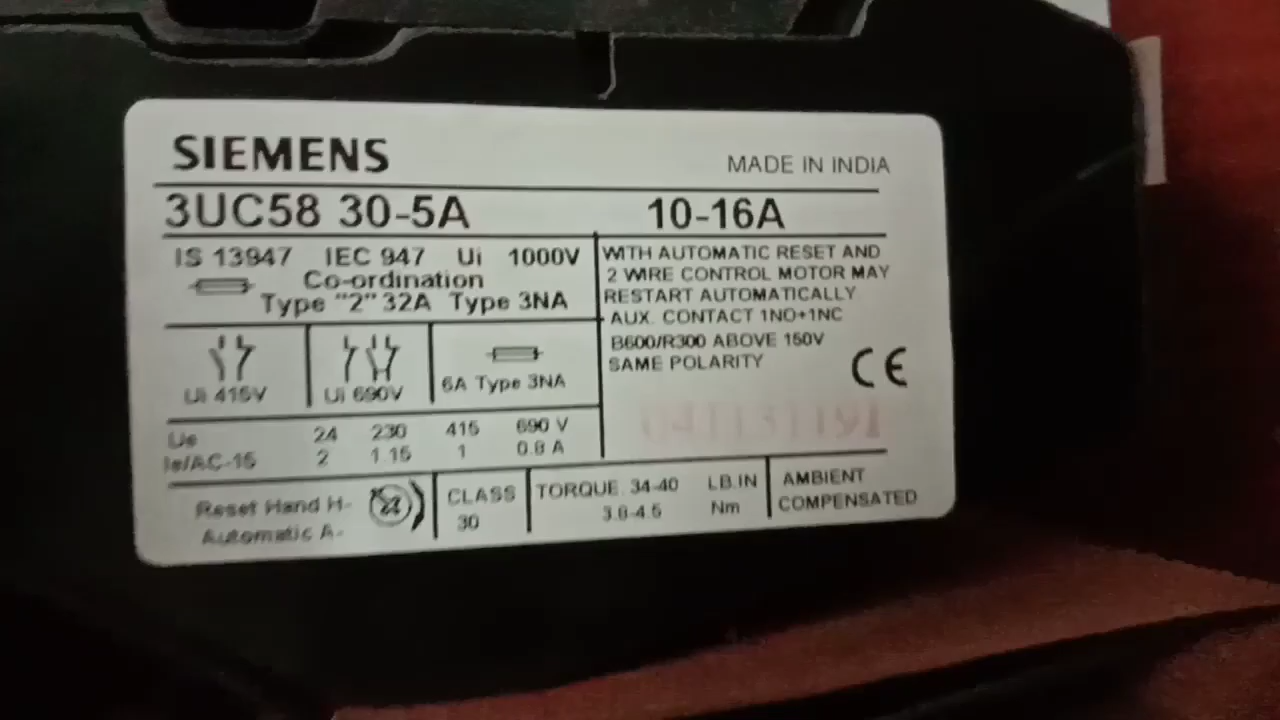 SIEMENS
MADE IN INDIA
3UC58 30-5A
10-16A
IS 13947 IEC 947 Ui 1000V
Co-ordination
Type "2" 32A Type 3NA
WITH AUTOMATIC RESET AND
2 WIRE CONTROL MOTOR MAY
RESTART AUTOMATICALLY
AUX. CONTACT 1NO+1NC
B600/R300 ABOVE 150V
SAME POLARITY
CE
Ui 415V
Ui 690V
6A Type 3NA
Ue 24 230 415 690 V
Ie/AC-15 2 1.15 1 0.8 A
Reset Hand H-
Automatic A-
CLASS
30
TORQUE. 34-40 LB.IN
3.8-4.5 Nm
AMBIENT
COMPENSATED